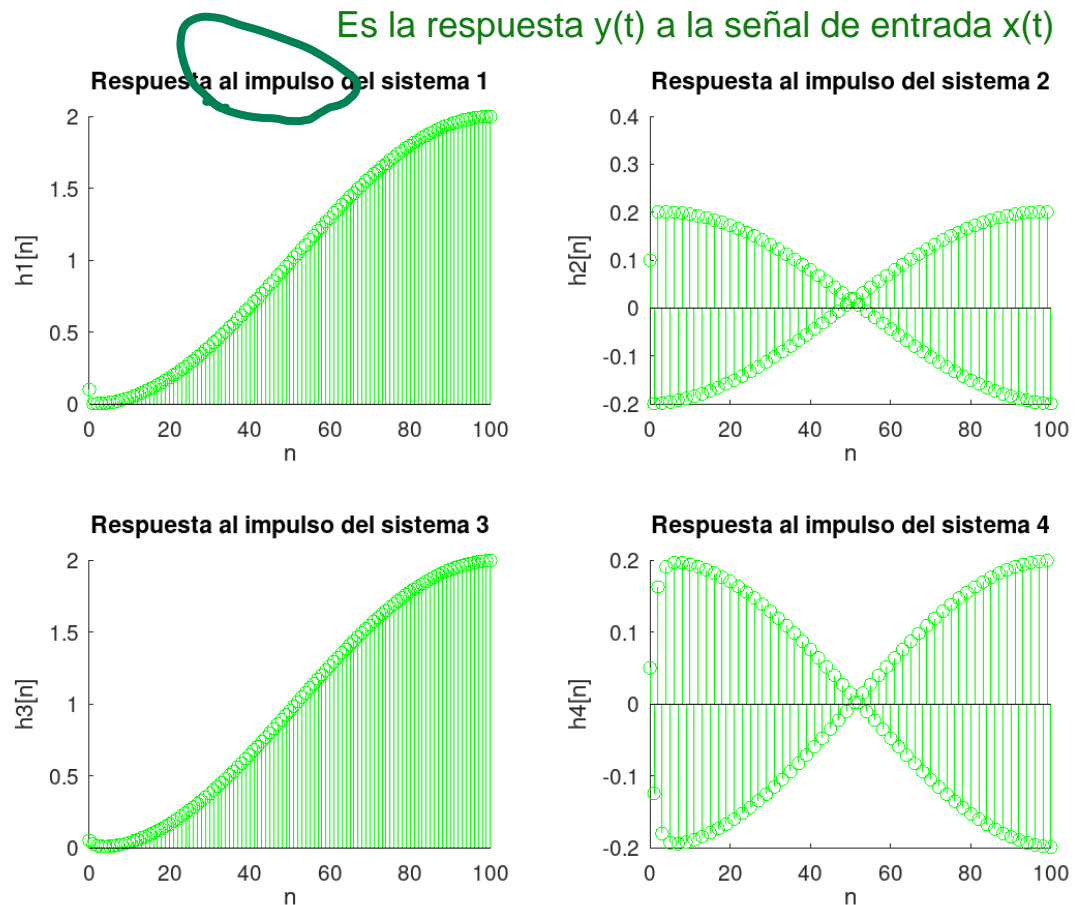 Es la respuesta y(t) a la señal de entrada x(t)
Respuesta al impulso del sistema 1
2
1.5
1
0.5
0
h1[n]
0 20 40 60 80 100
n
Respuesta al impulso del sistema 2
0.4
0.3
0.2
0.1
0
-0.1
-0.2
h2[n]
0 20 40 60 80 100
n
Respuesta al impulso del sistema 3
2
1.5
1
0.5
0
h3[n]
0 20 40 60 80 100
n
Respuesta al impulso del sistema 4
0.2
0.1
0
-0.1
-0.2
h4[n]
0 20 40 60 80 100
n